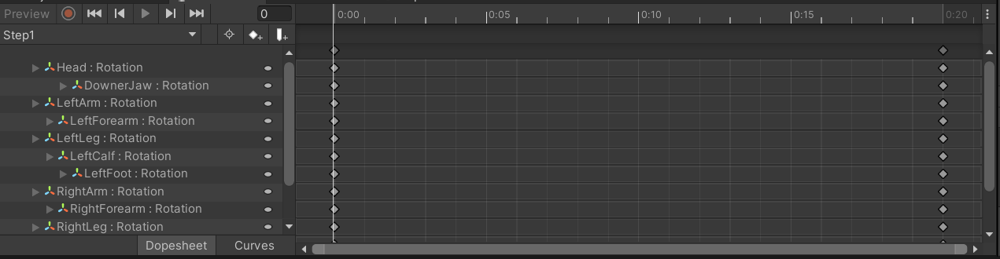 Preview 0 0:00 0:05 0:10 0:15 0:20
Step1
Head : Rotation
DownerJaw : Rotation
LeftArm : Rotation
LeftForearm : Rotation
LeftLeg : Rotation
LeftCalf : Rotation
LeftFoot : Rotation
RightArm : Rotation
RightForearm : Rotation
RightLeg : Rotation
Dopesheet Curves